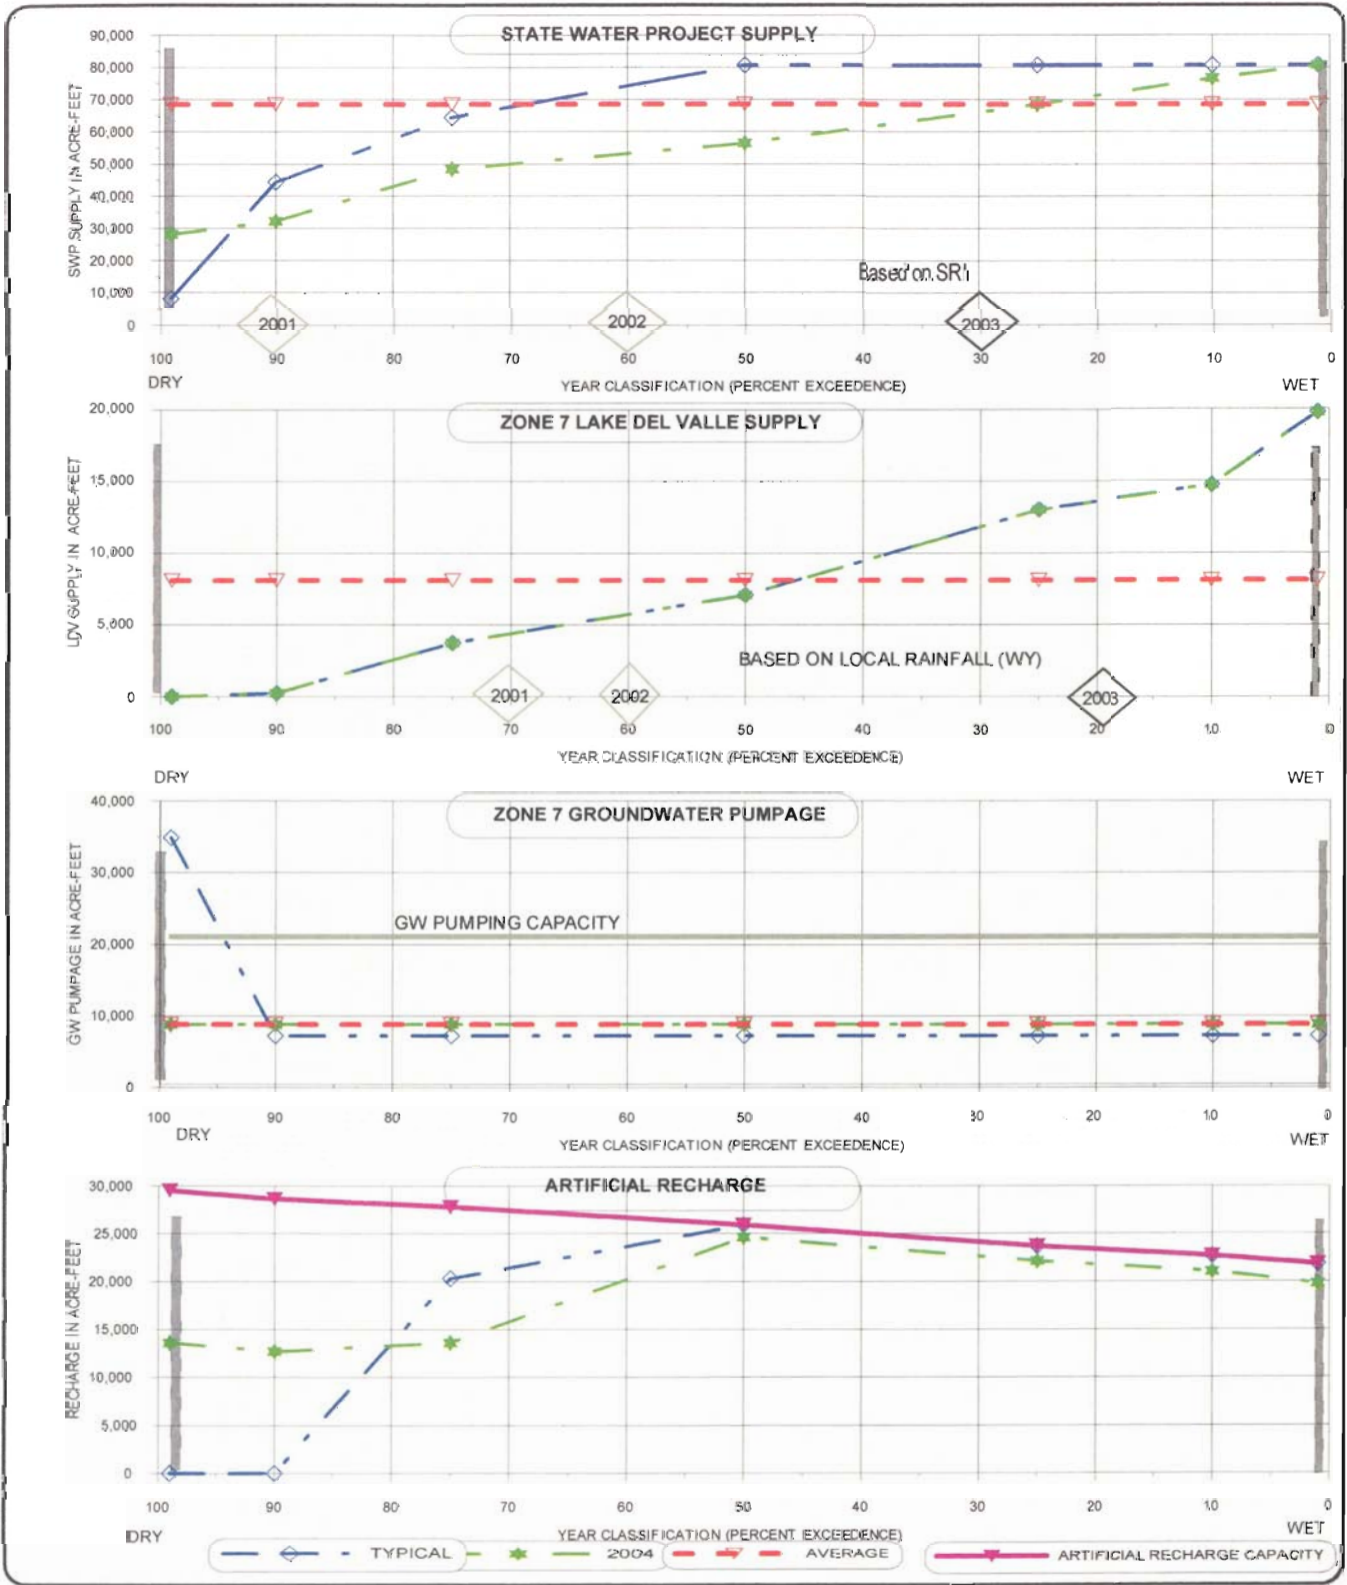 STATE WATER PROJECT SUPPLY
SWP SUPPLY IN ACRE-FEET
90,000
80,000
70,000
60,000
50,000
40,000
30,000
20,000
10,000
0
Based on SRI
2001
2002
2003
100 90 80 70 60 50 40 30 20 10 0
DRY
YEAR CLASSIFICATION (PERCENT EXCEEDENCE)
WET
ZONE 7 LAKE DEL VALLE SUPPLY
LDV SUPPLY IN ACRE-FEET
20,000
15,000
10,000
5,000
0
BASED ON LOCAL RAINFALL (WY)
2001
2002
2003
100 90 80 70 60 50 40 30 20 10 0
YEAR CLASSIFICATION (PERCENT EXCEEDENCE)
DRY
WET
ZONE 7 GROUNDWATER PUMPAGE
GW PUMPAGE IN ACRE-FEET
40,000
30,000
20,000
10,000
0
GW PUMPING CAPACITY
100 90 80 70 60 50 40 30 20 10 0
DRY
YEAR CLASSIFICATION (PERCENT EXCEEDENCE)
WET
ARTIFICIAL RECHARGE
RECHARGE IN ACRE-FEET
30,000
25,000
20,000
15,000
10,000
5,000
0
100 90 80 70 60 50 40 30 20 10 0
DRY
YEAR CLASSIFICATION (PERCENT EXCEEDENCE)
WET
TYPICAL
2004
AVERAGE
ARTIFICIAL RECHARGE CAPACITY